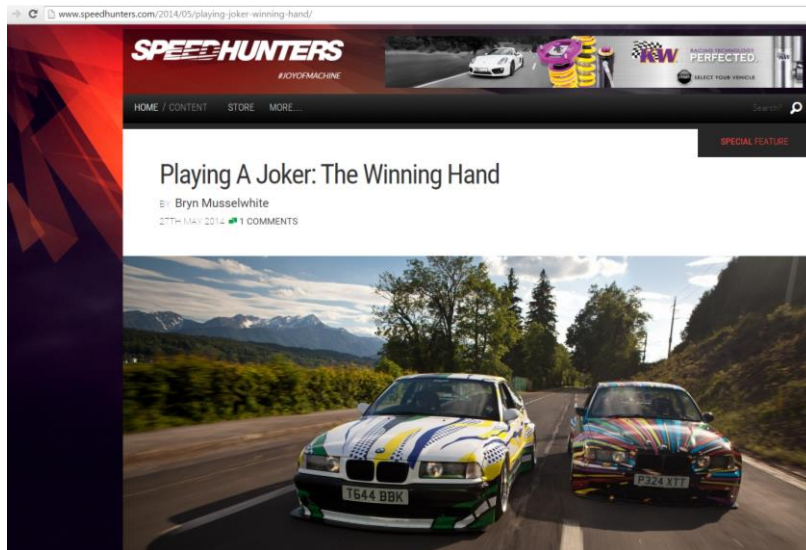 www.speedhunters.com/2014/05/playing-joker-winning-hand/
SPEEDHUNTERS
#JOYOFMACHINE
KW
RACING TECHNOLOGY
PERFECTED.
SELECT YOUR VEHICLE
HOME / CONTENT STORE MORE....
Search?
SPECIAL FEATURE
Playing A Joker: The Winning Hand
BY Bryn Musselwhite
27TH MAY 2014 1 COMMENTS
T644 BBK
P324 XTT